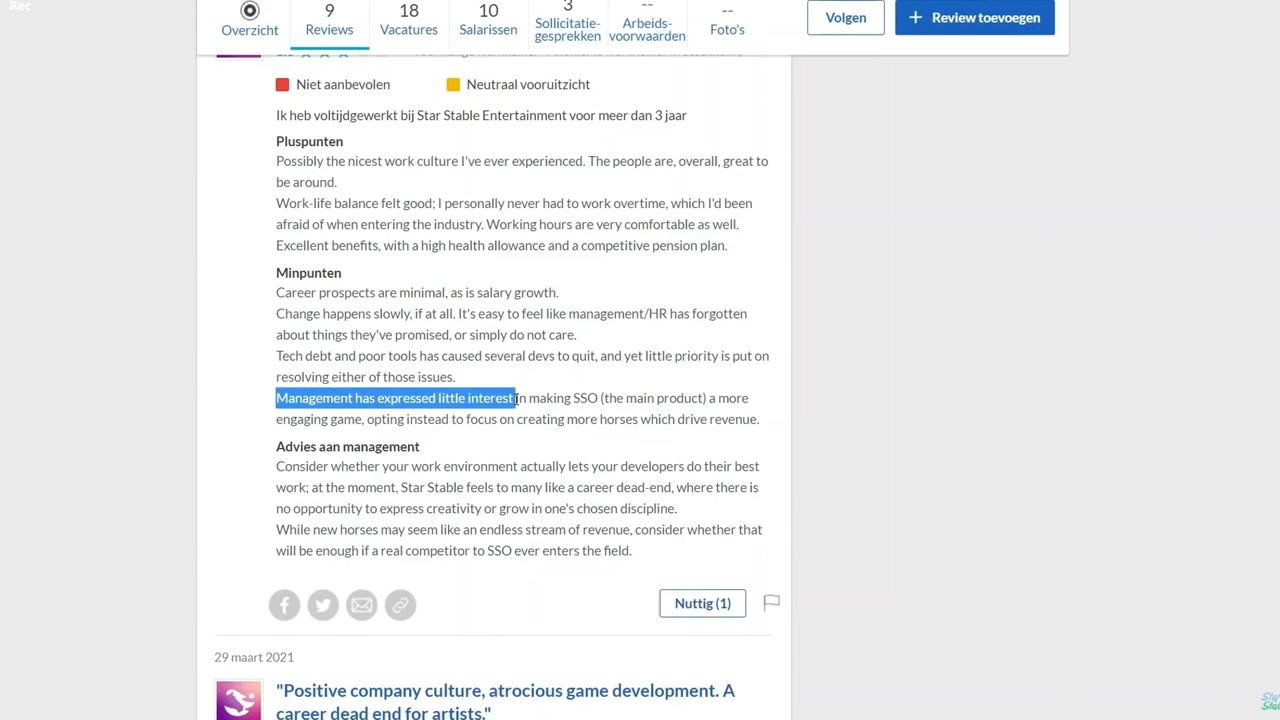 Rec
9
18
10
3
--
--
Overzicht
Reviews
Vacatures
Salarissen
Sollicitatie-
gesprekken
Arbeids-
voorwaarden
Foto's
Volgen
+ Review toevoegen
Niet aanbevolen
Neutraal vooruitzicht
Ik heb voltijdgewerkt bij Star Stable Entertainment voor meer dan 3 jaar
Pluspunten
Possibly the nicest work culture I've ever experienced. The people are, overall, great to
be around.
Work-life balance felt good; I personally never had to work overtime, which I'd been
afraid of when entering the industry. Working hours are very comfortable as well.
Excellent benefits, with a high health allowance and a competitive pension plan.
Minpunten
Career prospects are minimal, as is salary growth.
Change happens slowly, if at all. It's easy to feel like management/HR has forgotten
about things they've promised, or simply do not care.
Tech debt and poor tools has caused several devs to quit, and yet little priority is put on
resolving either of those issues.
Management has expressed little interest in making SSO (the main product) a more
engaging game, opting instead to focus on creating more horses which drive revenue.
Advies aan management
Consider whether your work environment actually lets your developers do their best
work; at the moment, Star Stable feels to many like a career dead-end, where there is
no opportunity to express creativity or grow in one's chosen discipline.
While new horses may seem like an endless stream of revenue, consider whether that
will be enough if a real competitor to SSO ever enters the field.
Nuttig (1)
29 maart 2021
"Positive company culture, atrocious game development. A
career dead end for artists."